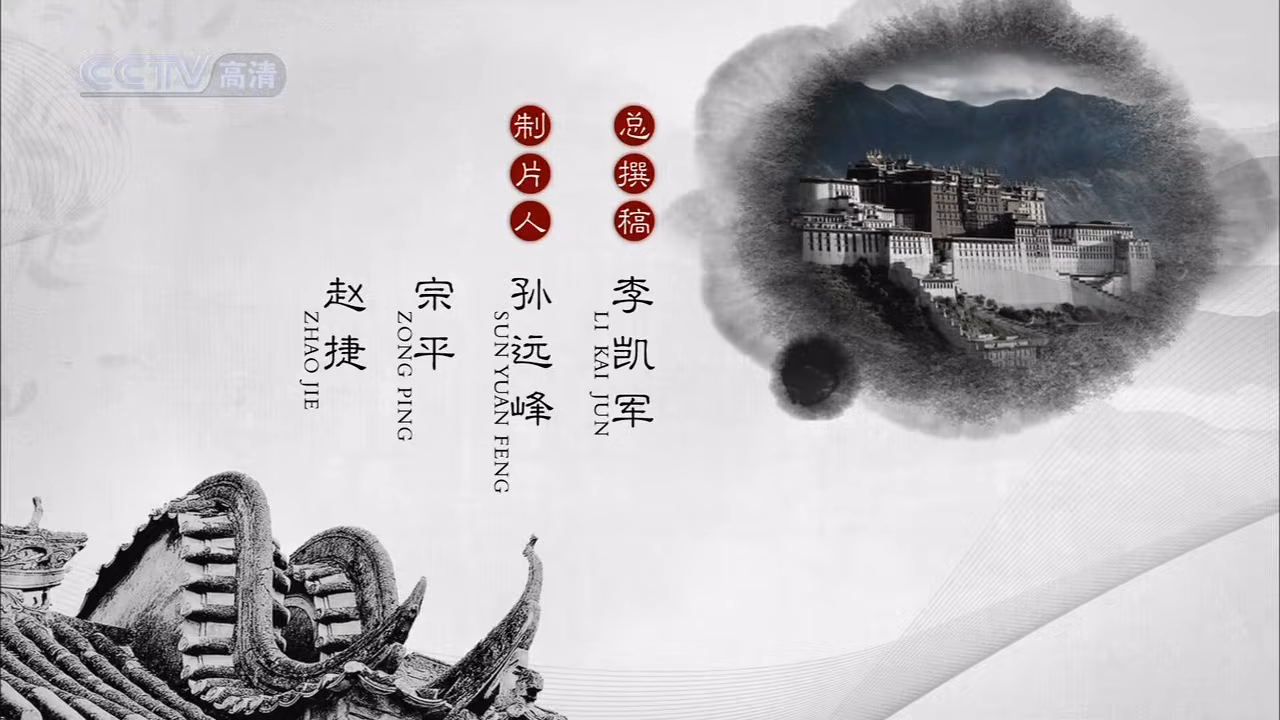 CCTV高清
总撰稿
李凯军
LI KAI JUN
制片人
孙远峰
SUN YUAN FENG
宗平
ZONG PING
赵捷
ZHAO JIE